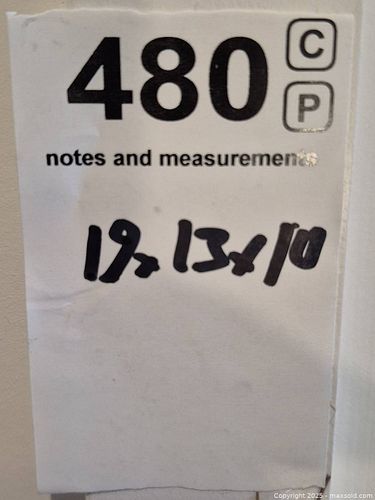 480
C
P
notes and measurements
19x13x10
Copyright 2025 - maxsold.com